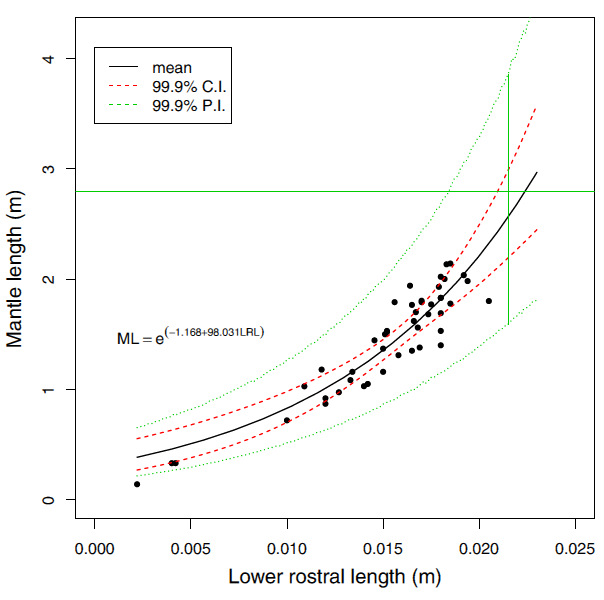 mean
99.9% C.I.
99.9% P.I.
ML = e^(−1.168+98.031LRL)
Mantle length (m)
4
3
2
1
0
0.000 0.005 0.010 0.015 0.020 0.025
Lower rostral length (m)